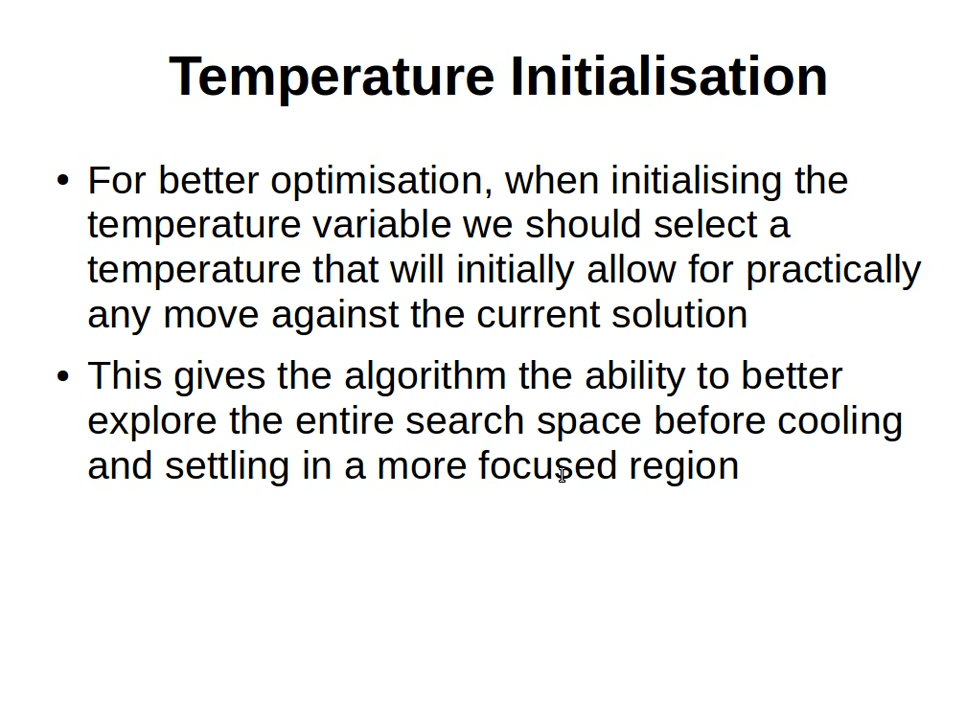 Temperature Initialisation
• For better optimisation, when initialising the
temperature variable we should select a
temperature that will initially allow for practically
any move against the current solution
• This gives the algorithm the ability to better
explore the entire search space before cooling
and settling in a more focused region